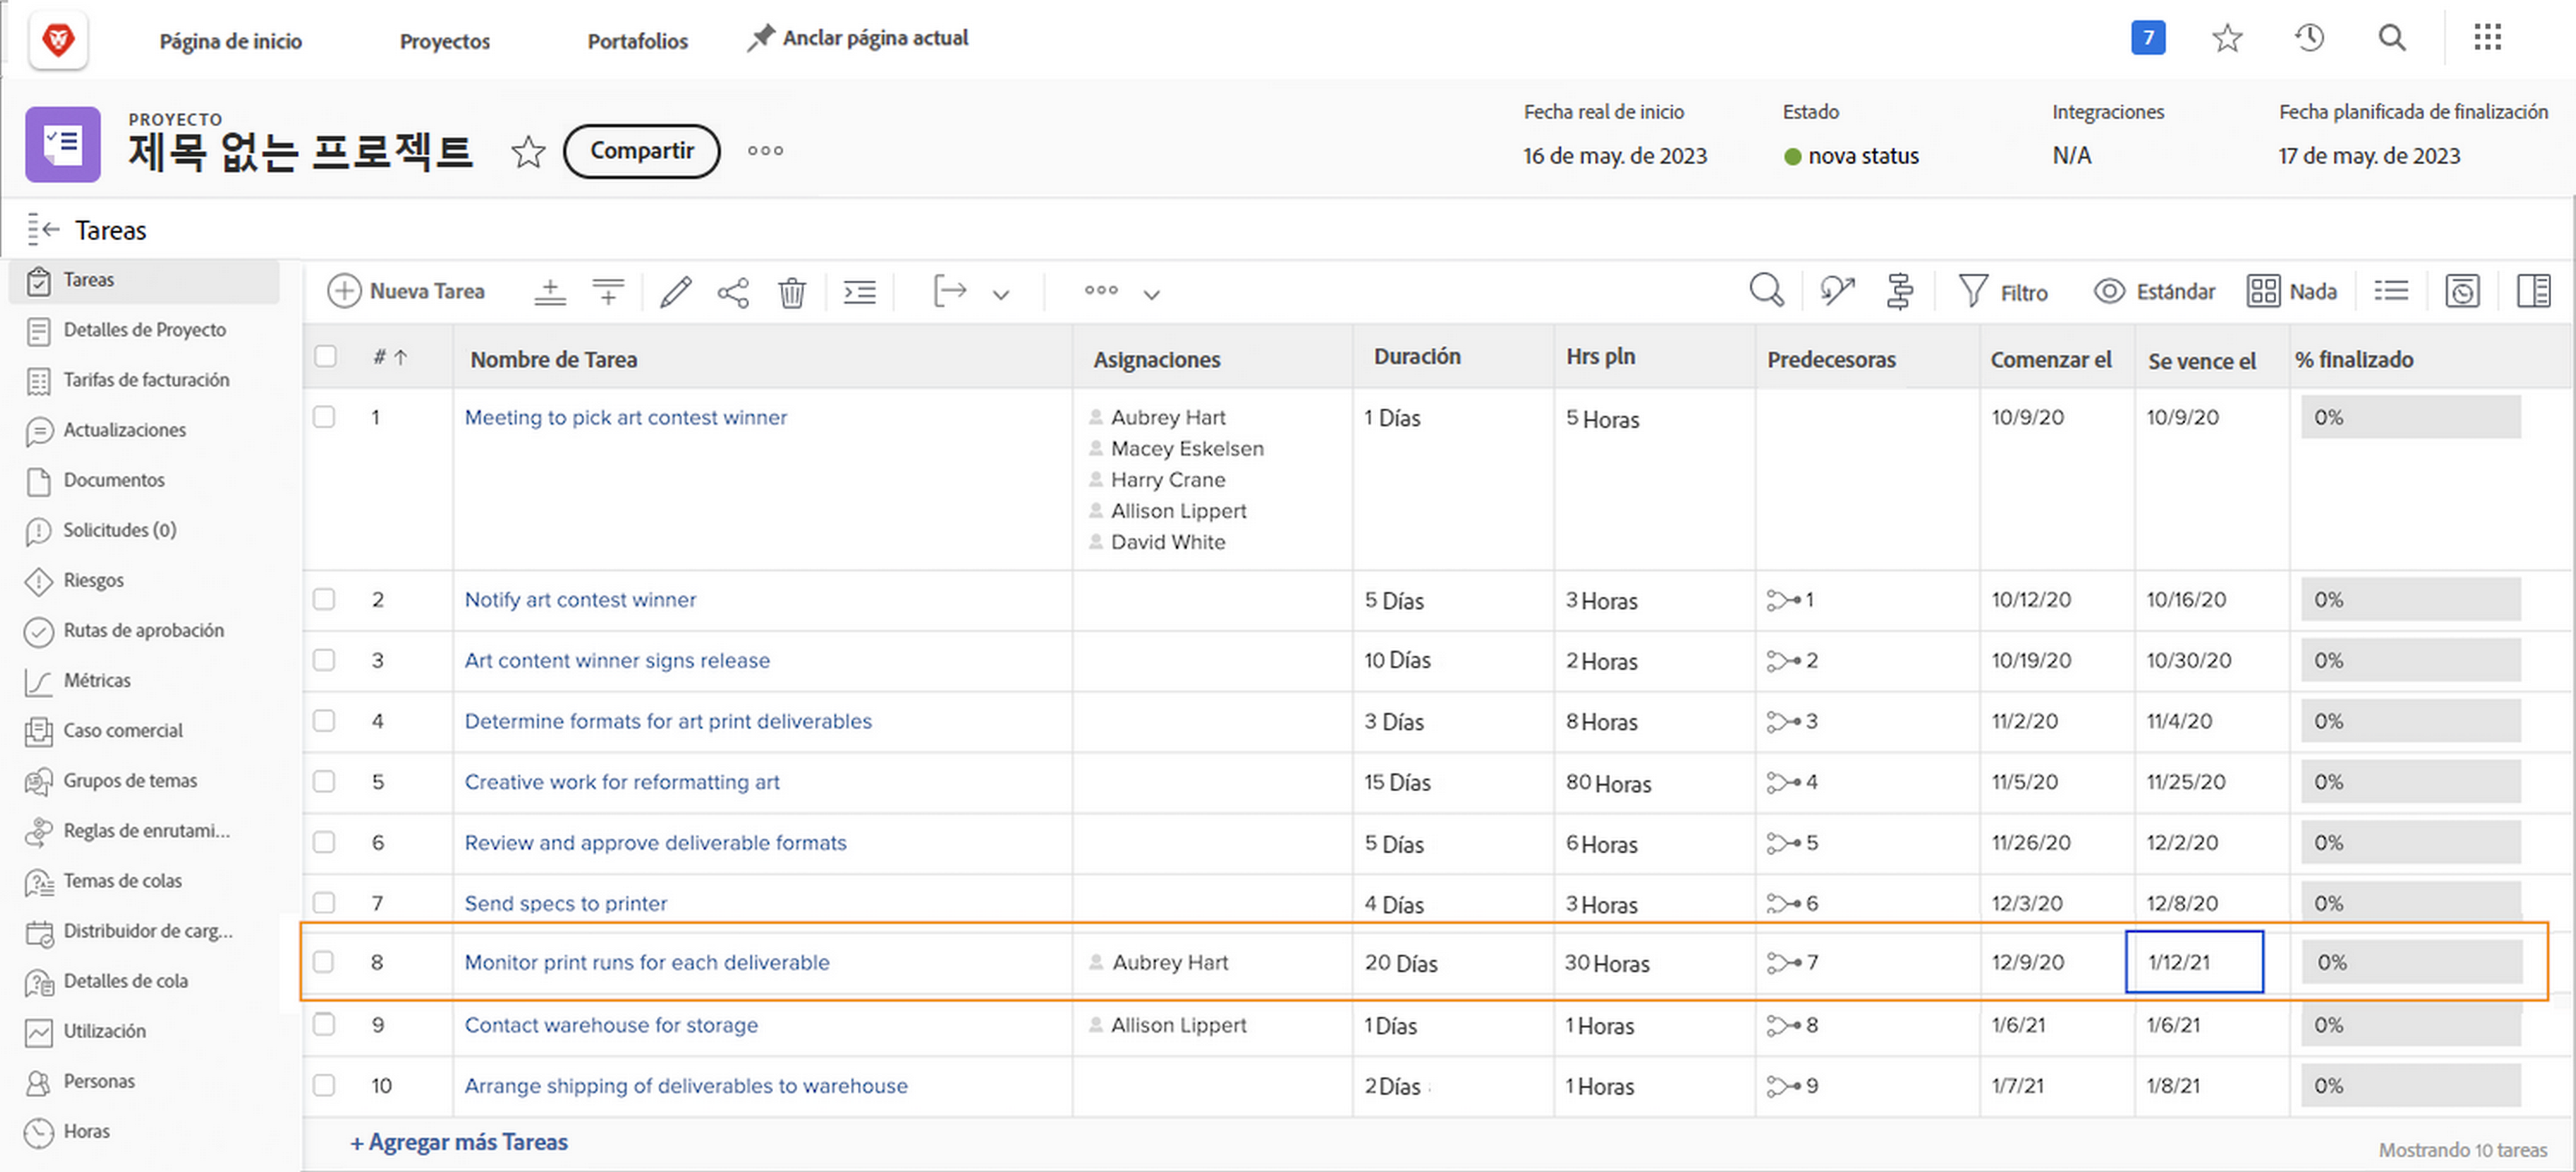 Página de inicio Proyectos Portafolios Anclar página actual 7
PROYECTO
제목 없는 프로젝트 Compartir
Fecha real de inicio Estado Integraciones Fecha planificada de finalización
16 de may. de 2023 nova status N/A 17 de may. de 2023
Tareas
Tareas
Detalles de Proyecto
Tarifas de facturación
Actualizaciones
Documentos
Solicitudes (0)
Riesgos
Rutas de aprobación
Métricas
Caso comercial
Grupos de temas
Reglas de enrutami...
Temas de colas
Distribuidor de carg...
Detalles de cola
Utilización
Personas
Horas
Nueva Tarea Filtro Estándar Nada
# Nombre de Tarea Asignaciones Duración Hrs pln Predecesoras Comenzar el Se vence el % finalizado
1 Meeting to pick art contest winner Aubrey Hart 1 Días 5 Horas 10/9/20 10/9/20 0%
Macey Eskelsen
Harry Crane
Allison Lippert
David White
2 Notify art contest winner 5 Días 3 Horas 1 10/12/20 10/16/20 0%
3 Art content winner signs release 10 Días 2 Horas 2 10/19/20 10/30/20 0%
4 Determine formats for art print deliverables 3 Días 8 Horas 3 11/2/20 11/4/20 0%
5 Creative work for reformatting art 15 Días 80 Horas 4 11/5/20 11/25/20 0%
6 Review and approve deliverable formats 5 Días 6 Horas 5 11/26/20 12/2/20 0%
7 Send specs to printer 4 Días 3 Horas 6 12/3/20 12/8/20 0%
8 Monitor print runs for each deliverable Aubrey Hart 20 Días 30 Horas 7 12/9/20 1/12/21 0%
9 Contact warehouse for storage Allison Lippert 1 Días 1 Horas 8 1/6/21 1/6/21 0%
10 Arrange shipping of deliverables to warehouse 2 Días 1 Horas 9 1/7/21 1/8/21 0%
+ Agregar más Tareas
Mostrando 10 tareas